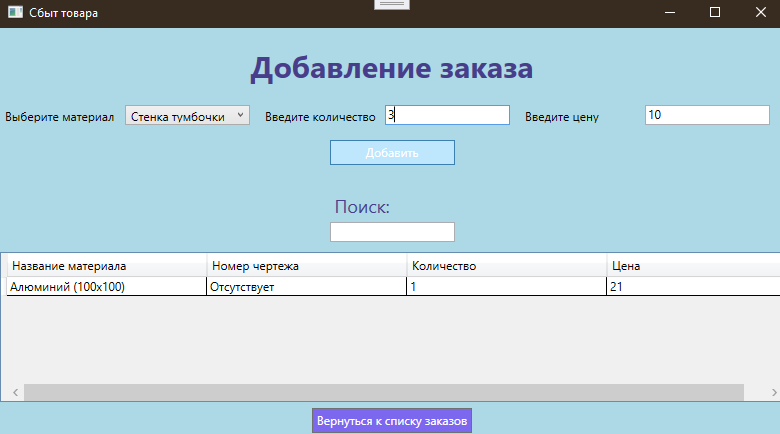 Сбыт товара
Добавление заказа
Выберите материал Стенка тумбочки Введите количество 3 Введите цену 10
Добавить
Поиск:
Название материала Номер чертежа Количество Цена
Алюминий (100x100) Отсутствует 1 21
Вернуться к списку заказов